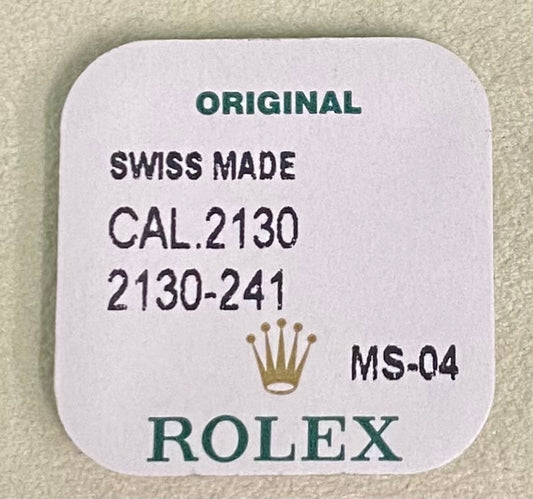 ORIGINAL
SWISS MADE
CAL.2130
2130-241
MS-04
ROLEX